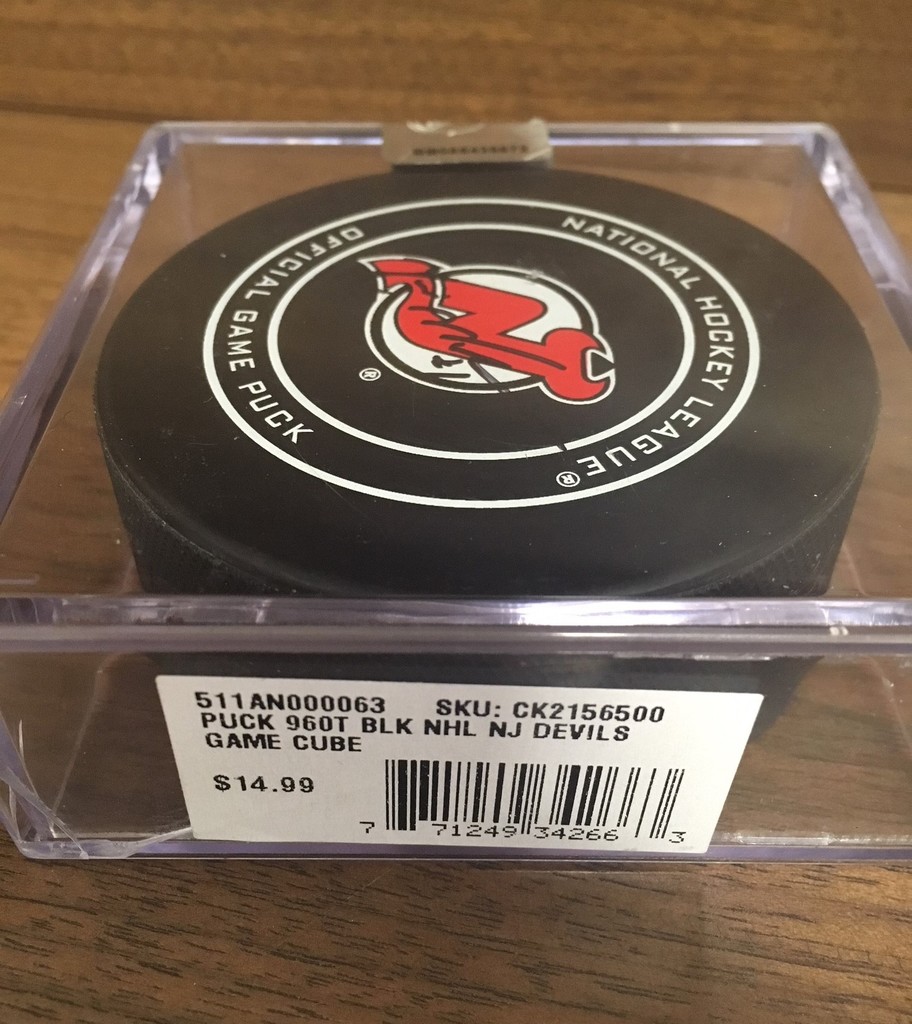 NATIONAL HOCKEY LEAGUE®
OFFICIAL GAME PUCK
NJ
®
511AN000063 SKU: CK2156500
PUCK 960T BLK NHL NJ DEVILS
GAME CUBE
$14.99
7 71249 34266 3